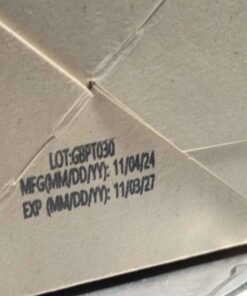 LOT:GBPT030
MFG(MM/DD/YY): 11/04/24
EXP (MM/DD/YY): 11/03/27